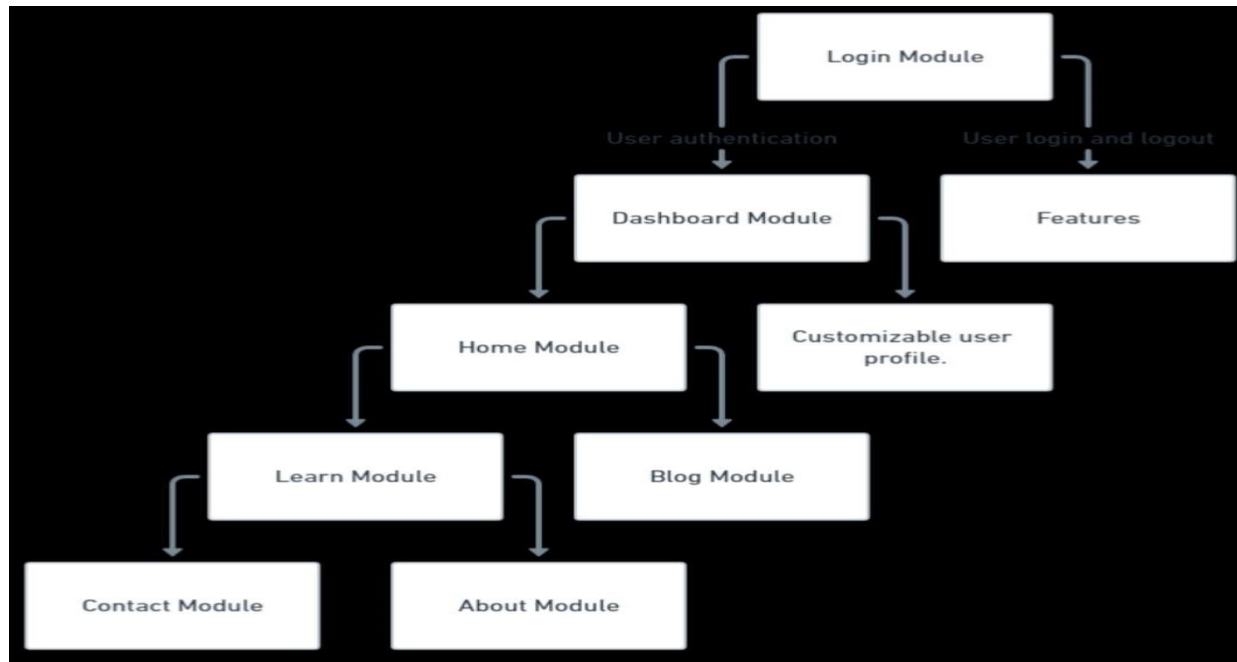 Login Module
User authentication
User login and logout
Dashboard Module
Features
Home Module
Customizable user
profile.
Learn Module
Blog Module
Contact Module
About Module